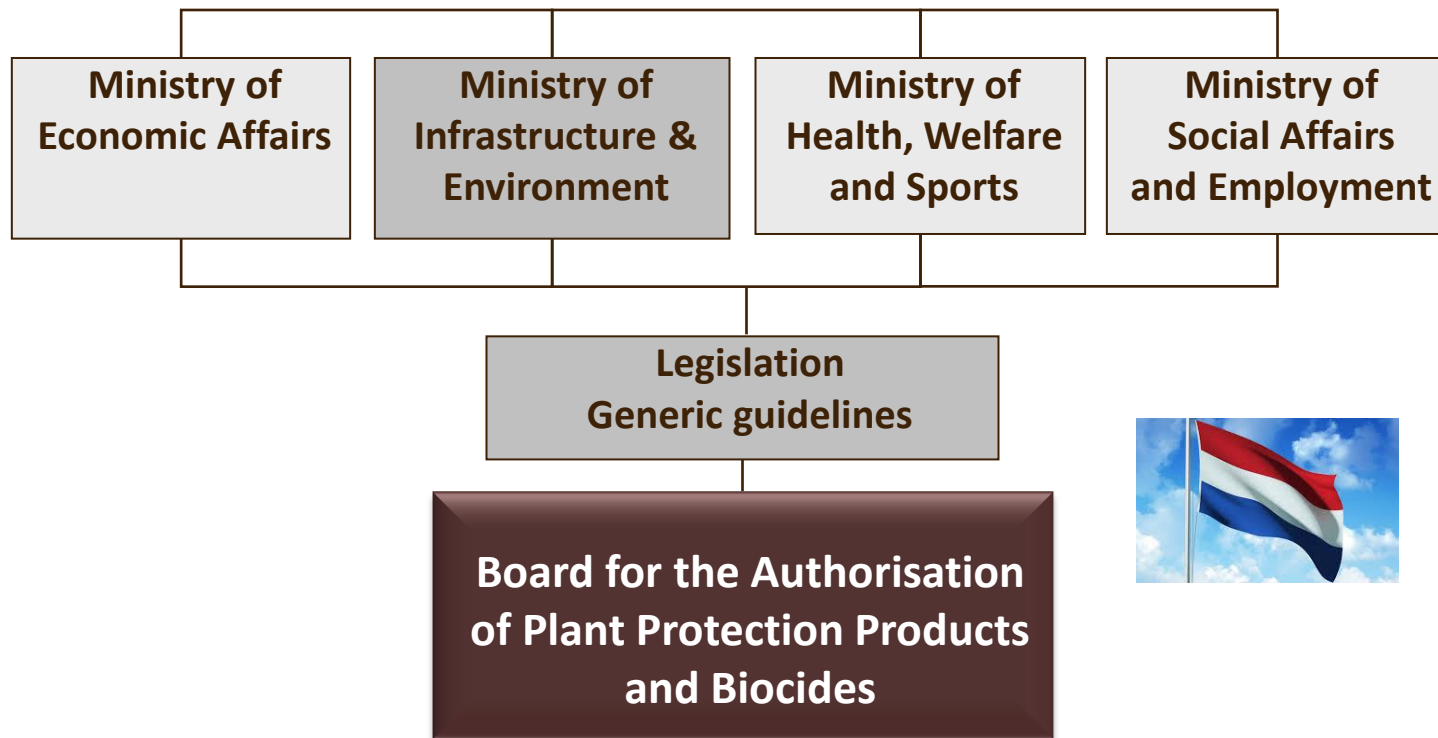 Ministry of
Economic Affairs
Ministry of
Infrastructure &
Environment
Ministry of
Health, Welfare
and Sports
Ministry of
Social Affairs
and Employment
Legislation
Generic guidelines
Board for the Authorisation
of Plant Protection Products
and Biocides